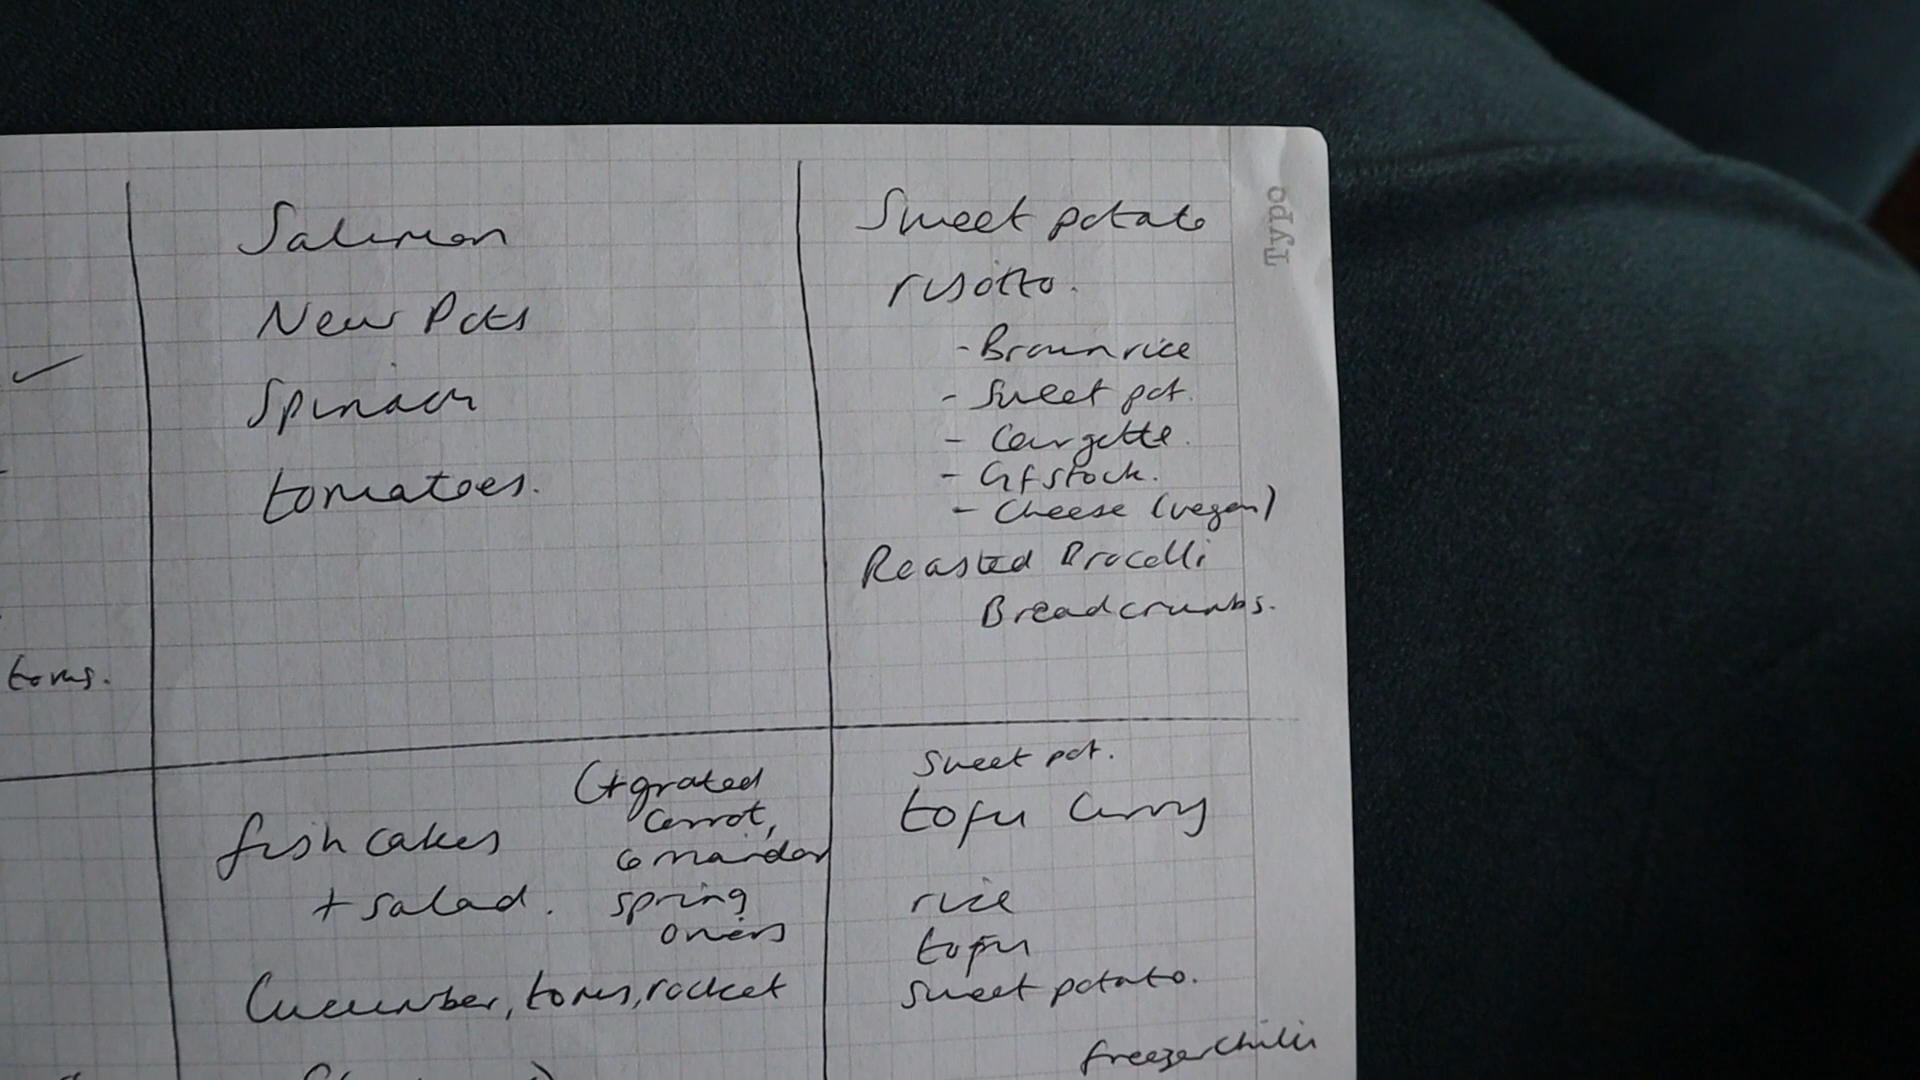 Salmon
New Pots
Spinach
tomatoes.
toms.
Sweet potato
risotto.
- Brown rice
- Sweet pot.
- Courgette.
- Gf stock.
- Cheese (vegan)
Roasted Brocolli
Breadcrumbs.
Typo
fish cakes
+ salad.
(+grated
carrot,
coriander
spring
onions
Cucumber, toms, rocket
Sweet pot.
tofu curry
rice
tofu
sweet potato.
freezer chilli